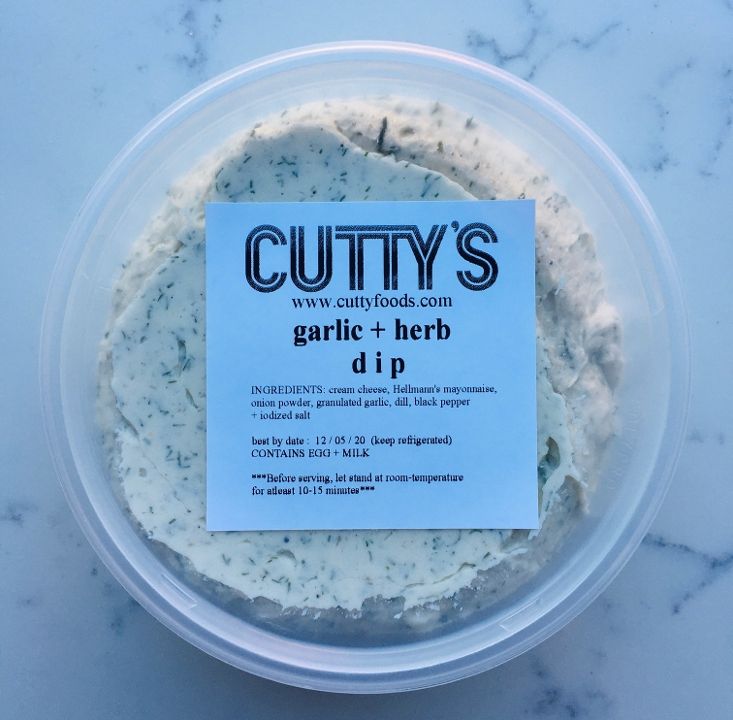 CUTTY'S
www.cuttyfoods.com
garlic + herb
dip
INGREDIENTS: cream cheese, Hellmann's mayonnaise,
onion powder, granulated garlic, dill, black pepper
+ iodized salt
best by date : 12 / 05 / 20 (keep refrigerated)
CONTAINS EGG + MILK
***Before serving, let stand at room-temperature
for atleast 10-15 minutes***